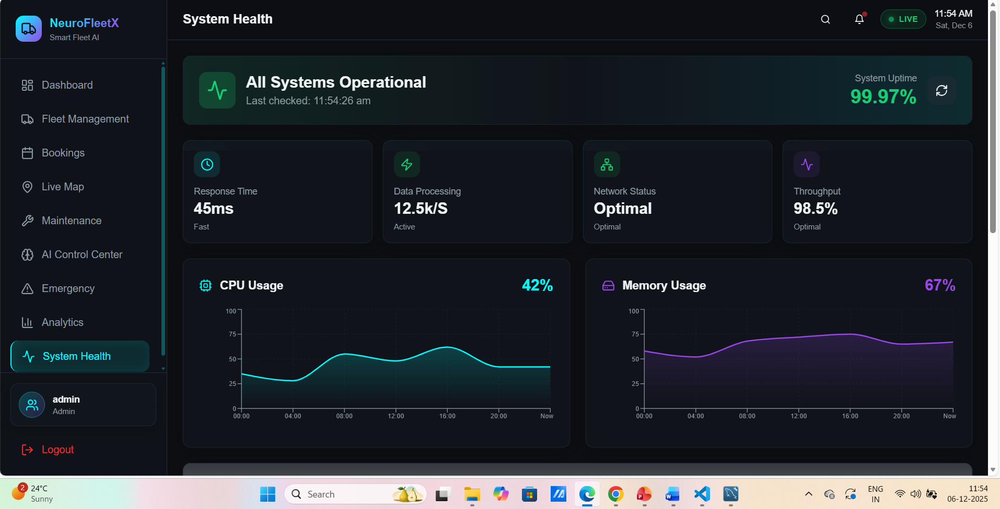 NeuroFleetX
Smart Fleet AI
Dashboard
Fleet Management
Bookings
Live Map
Maintenance
AI Control Center
Emergency
Analytics
System Health
admin
Admin
Logout
System Health
LIVE
11:54 AM
Sat, Dec 6
All Systems Operational
Last checked: 11:54:26 am
System Uptime
99.97%
Response Time
45ms
Fast
Data Processing
12.5k/S
Active
Network Status
Optimal
Optimal
Throughput
98.5%
Optimal
CPU Usage
42%
100
75
50
25
0
00:00 04:00 08:00 12:00 16:00 20:00 Now
Memory Usage
67%
100
75
50
25
0
00:00 04:00 08:00 12:00 16:00 20:00 Now
2
24°C
Sunny
Search
P
W
ENG
IN
11:54
06-12-2025